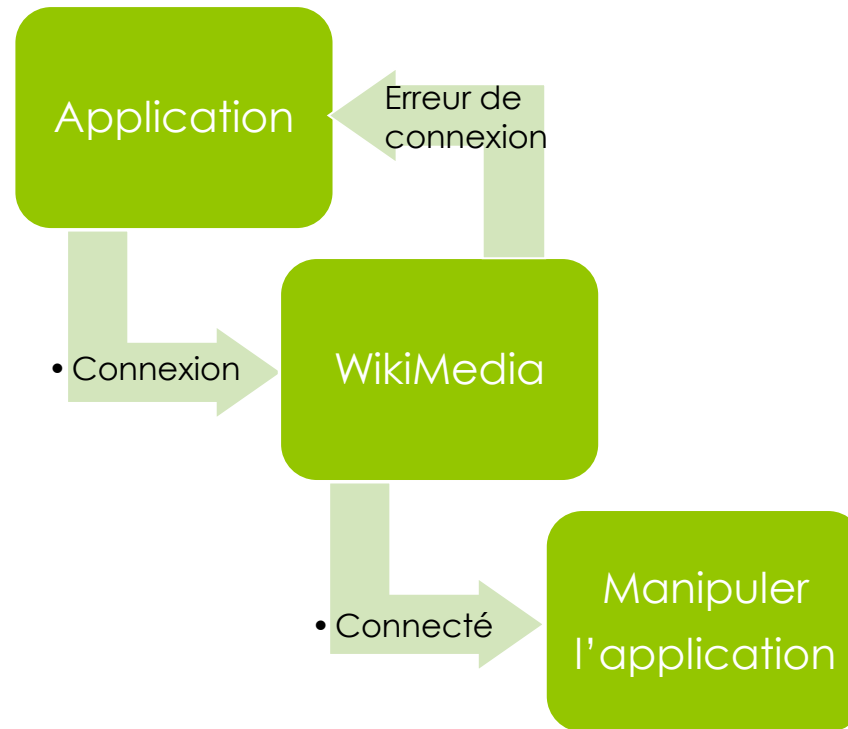 Application
Erreur de
connexion
• Connexion
WikiMedia
• Connecté
Manipuler
l’application